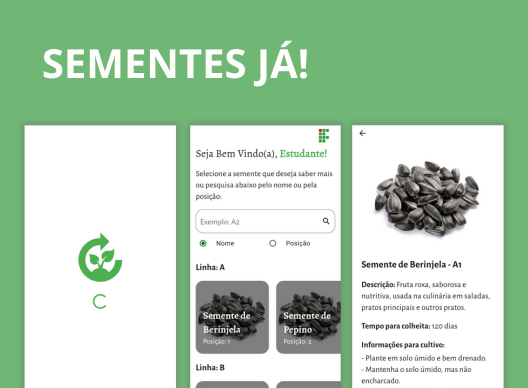 SEMENTES JÁ!
Seja Bem Vindo(a), Estudante!
Selecione a semente que deseja saber mais
ou pesquisa abaixo pelo nome ou pela
posição:
Exemplo: A2
Nome
Posição
Linha: A
Semente de
Berinjela
Posição: 1
Semente de
Pepino
Posição: 2
Linha: B
Semente de Berinjela - A1
Descrição: Fruta roxa, saborosa e
nutritiva, usada na culinária em saladas,
pratos principais e outros pratos.
Tempo para colheita: 120 dias
Informações para cultivo:
- Plante em solo úmido e bem drenado.
- Mantenha o solo úmido, mas não
encharcado.